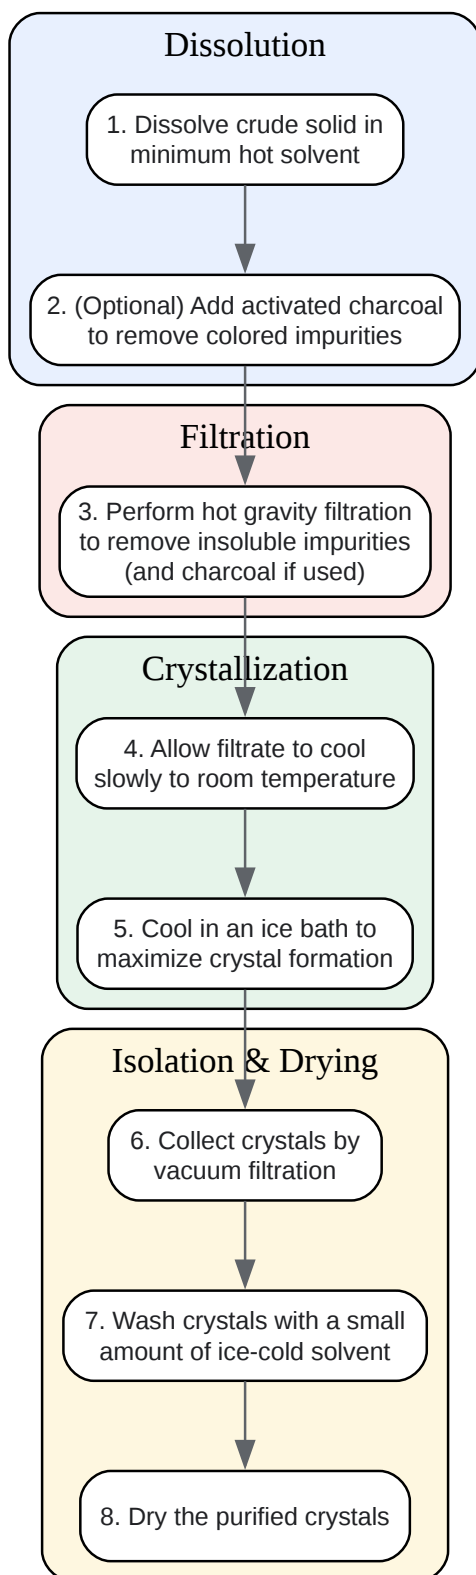 Dissolution
1. Dissolve crude solid in
minimum hot solvent
2. (Optional) Add activated charcoal
to remove colored impurities
Filtration
3. Perform hot gravity filtration
to remove insoluble impurities
(and charcoal if used)
Crystallization
4. Allow filtrate to cool
slowly to room temperature
5. Cool in an ice bath to
maximize crystal formation
Isolation & Drying
6. Collect crystals by
vacuum filtration
7. Wash crystals with a small
amount of ice-cold solvent
8. Dry the purified crystals